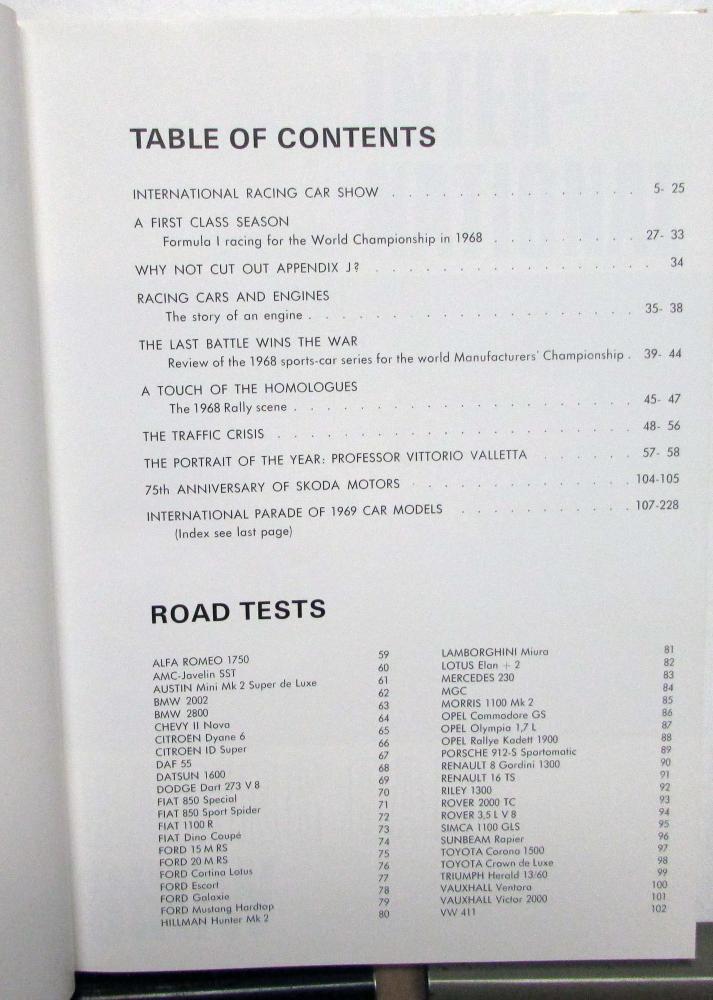 TABLE OF CONTENTS
INTERNATIONAL RACING CAR SHOW . . . . . . . . . . . . . . . 5- 25
A FIRST CLASS SEASON
Formula I racing for the World Championship in 1968 . . . . . . . . 27- 33
WHY NOT CUT OUT APPENDIX J? . . . . . . . . . . . . . . . . 34
RACING CARS AND ENGINES
The story of an engine . . . . . . . . . . . . . . . . . . . 35- 38
THE LAST BATTLE WINS THE WAR
Review of the 1968 sports-car series for the world Manufacturers' Championship . 39- 44
A TOUCH OF THE HOMOLOGUES
The 1968 Rally scene . . . . . . . . . . . . . . . . . . . . 45- 47
THE TRAFFIC CRISIS . . . . . . . . . . . . . . . . . . . . . 48- 56
THE PORTRAIT OF THE YEAR: PROFESSOR VITTORIO VALLETTA . . . . . . 57- 58
75th ANNIVERSARY OF SKODA MOTORS . . . . . . . . . . . . . 104-105
INTERNATIONAL PARADE OF 1969 CAR MODELS . . . . . . . . . . . 107-228
(Index see last page)
ROAD TESTS
ALFA ROMEO 1750 59
AMC-Javelin SST 60
AUSTIN Mini Mk 2 Super de Luxe 61
BMW 2002 62
BMW 2800 63
CHEVY II Nova 64
CITROEN Dyane 6 65
CITROEN ID Super 66
DAF 55 67
DATSUN 1600 68
DODGE Dart 273 V 8 69
FIAT 850 Special 70
FIAT 850 Sport Spider 71
FIAT 1100 R 72
FIAT Dino Coupé 73
FORD 15 M RS 74
FORD 20 M RS 75
FORD Cortina Lotus 76
FORD Escort 77
FORD Galaxie 78
FORD Mustang Hardtop 79
HILLMAN Hunter Mk 2 80
LAMBORGHINI Miura 81
LOTUS Elan + 2 82
MERCEDES 230 83
MGC 84
MORRIS 1100 Mk 2 85
OPEL Commodore GS 86
OPEL Olympia 1,7 L 87
OPEL Rallye Kadett 1900 88
PORSCHE 912-S Sportomatic 89
RENAULT 8 Gordini 1300 90
RENAULT 16 TS 91
RILEY 1300 92
ROVER 2000 TC 93
ROVER 3,5 L V 8 94
SIMCA 1100 GLS 95
SUNBEAM Rapier 96
TOYOTA Corona 1500 97
TOYOTA Crown de Luxe 98
TRIUMPH Herald 13/60 99
VAUXHALL Ventora 100
VAUXHALL Victor 2000 101
VW 411 102